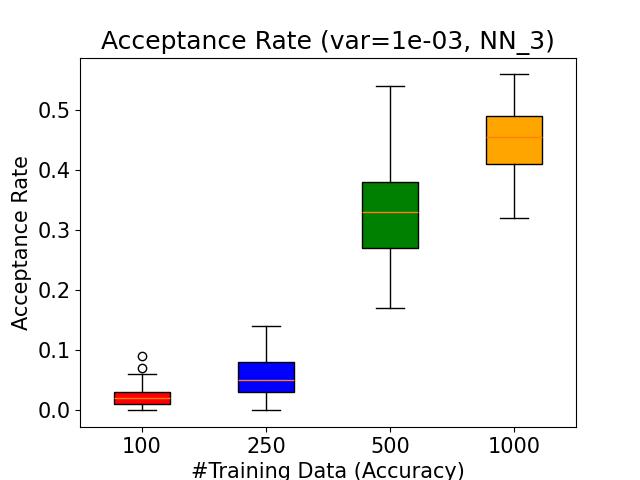 Acceptance Rate (var=1e-03, NN_3)
Acceptance Rate
0.5
0.4
0.3
0.2
0.1
0.0
100 250 500 1000
#Training Data (Accuracy)